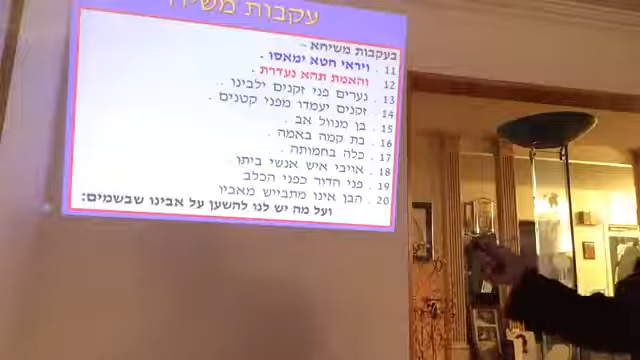 עקבות משיח
בעקבות משיחא –
11 . ויראי חטא ימאסו .
12 והאמת תהא נעדרת .
13 . נערים פני זקנים ילבינו .
14 . זקנים יעמדו מפני קטנים .
15 . בן מנוול אב .
16 . בת קמה באמה .
17 . כלה בחמותה .
18 . אויבי איש אנשי ביתו .
19 . פני הדור כפני הכלב
20 . הבן אינו מתבייש מאביו
ועל מה יש לנו להשען על אבינו שבשמים: